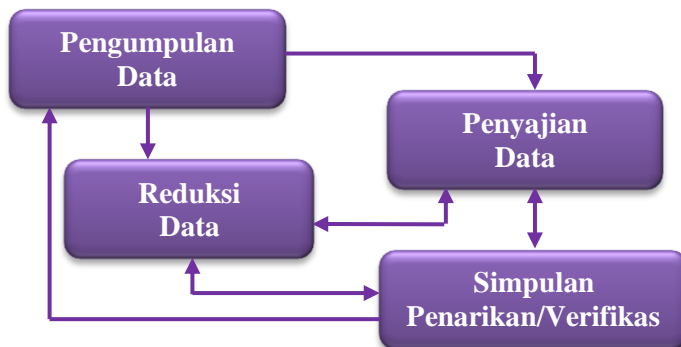 Pengumpulan
Data
Penyajian
Data
Reduksi
Data
Simpulan
Penarikan/Verifikas